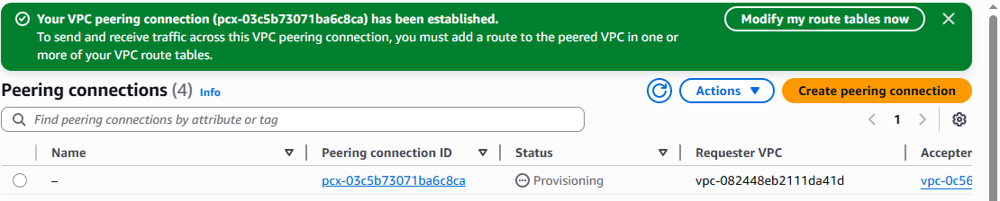 Your VPC peering connection (pcx-03c5b73071ba6c8ca) has been established.
Modify my route tables now
To send and receive traffic across this VPC peering connection, you must add a route to the peered VPC in one or
more of your VPC route tables.
Peering connections (4) Info
Actions
Create peering connection
Find peering connections by attribute or tag
1
Name Peering connection ID Status Requester VPC Accepter
– pcx-03c5b73071ba6c8ca Provisioning vpc-082448eb2111da41d vpc-0c56